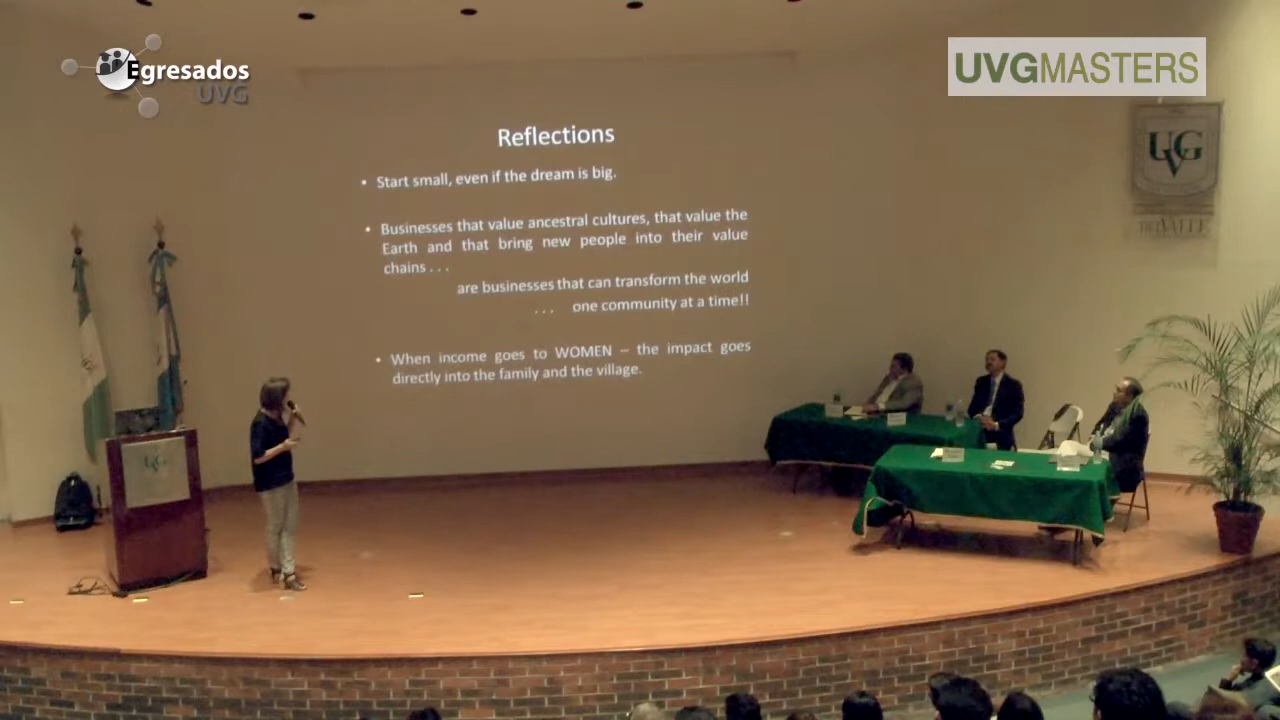 Egresados
UVG
UVGMASTERS
UVG
DEL VALLE
Reflections
• Start small, even if the dream is big.
• Businesses that value ancestral cultures, that value the
Earth and that bring new people into their value
chains . . .
are businesses that can transform the world
. . . one community at a time!!
• When income goes to WOMEN – the impact goes
directly into the family and the village.
UVG